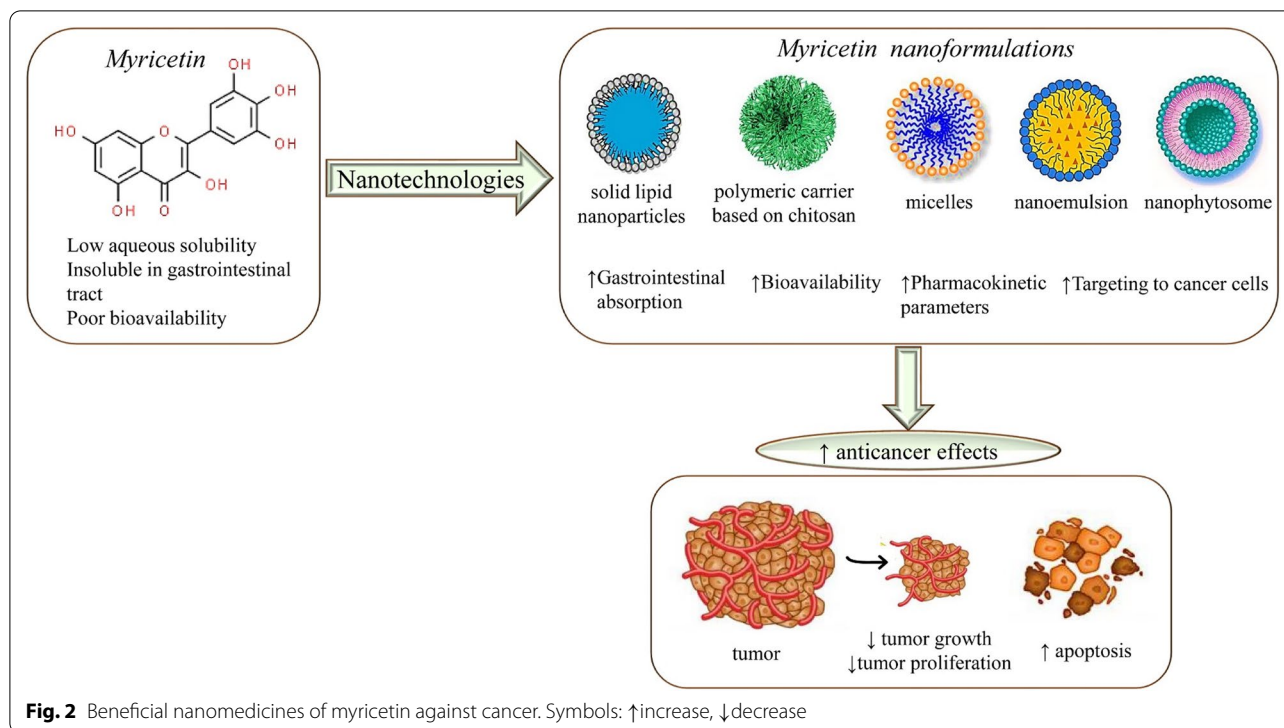 Myricetin
OH
OH
OH
HO
O
OH
OH
O
Low aqueous solubility
Insoluble in gastrointestinal
tract
Poor bioavailability
Nanotechnologies
Myricetin nanoformulations
solid lipid
nanoparticles
polymeric carrier
based on chitosan
micelles
nanoemulsion
nanophytosome
↑Gastrointestinal
absorption
↑Bioavailability
↑Pharmacokinetic
parameters
↑Targeting to cancer cells
↑ anticancer effects
tumor
↓ tumor growth
↓tumor proliferation
↑ apoptosis
Fig. 2 Beneficial nanomedicines of myricetin against cancer. Symbols: ↑increase, ↓decrease